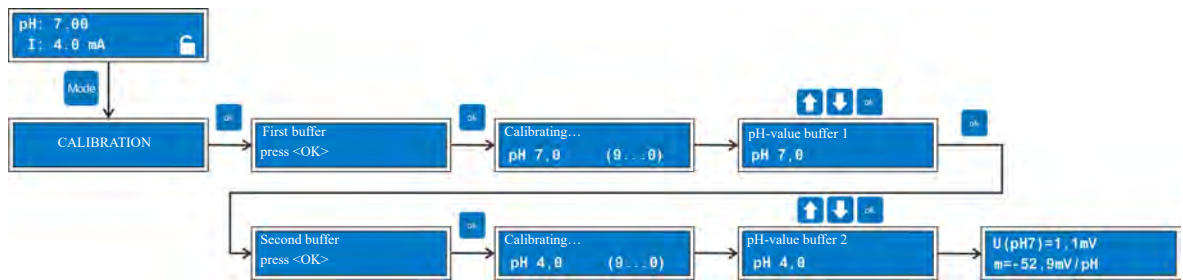 pH: 7.00
I: 4.0 mA
Mode
CALIBRATION
ok
First buffer
press <OK>
ok
Calibrating...
pH 7,0 (9...0)
ok
pH-value buffer 1
pH 7,0
ok
Second buffer
press <OK>
ok
Calibrating...
pH 4,0 (9...0)
ok
pH-value buffer 2
pH 4,0
U(pH7)=1,1mV
m=-52,9mV/pH